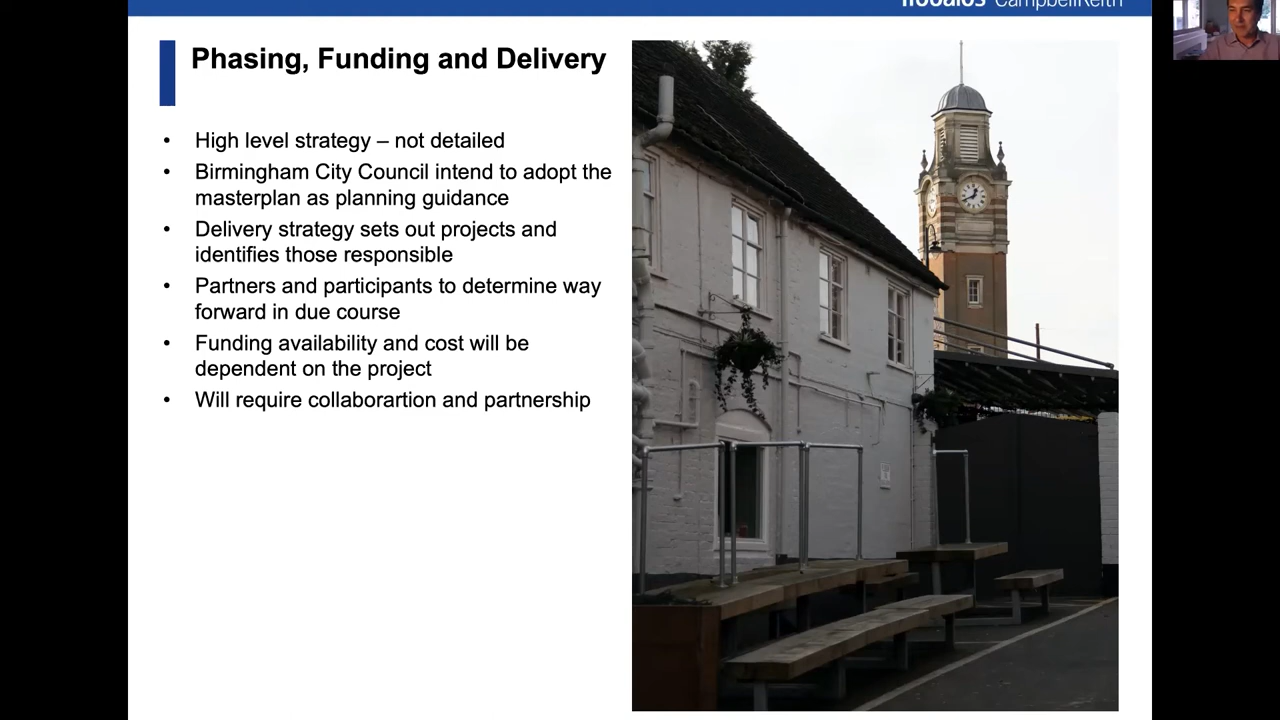 CampbellKeith
Phasing, Funding and Delivery
• High level strategy – not detailed
• Birmingham City Council intend to adopt the
masterplan as planning guidance
• Delivery strategy sets out projects and
identifies those responsible
• Partners and participants to determine way
forward in due course
• Funding availability and cost will be
dependent on the project
• Will require collaborartion and partnership